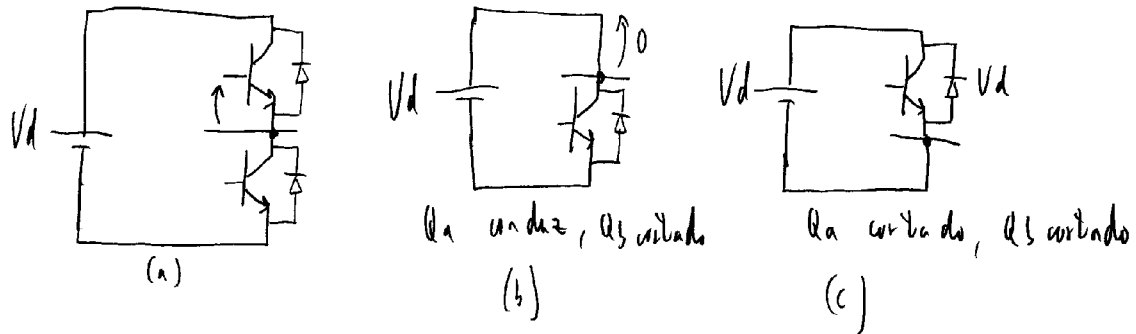 Vd
(a)
Vd
0
Qa conduz, Qb cortado
(b)
Vd
Vd
Qa cortado, Qb cortado
(c)